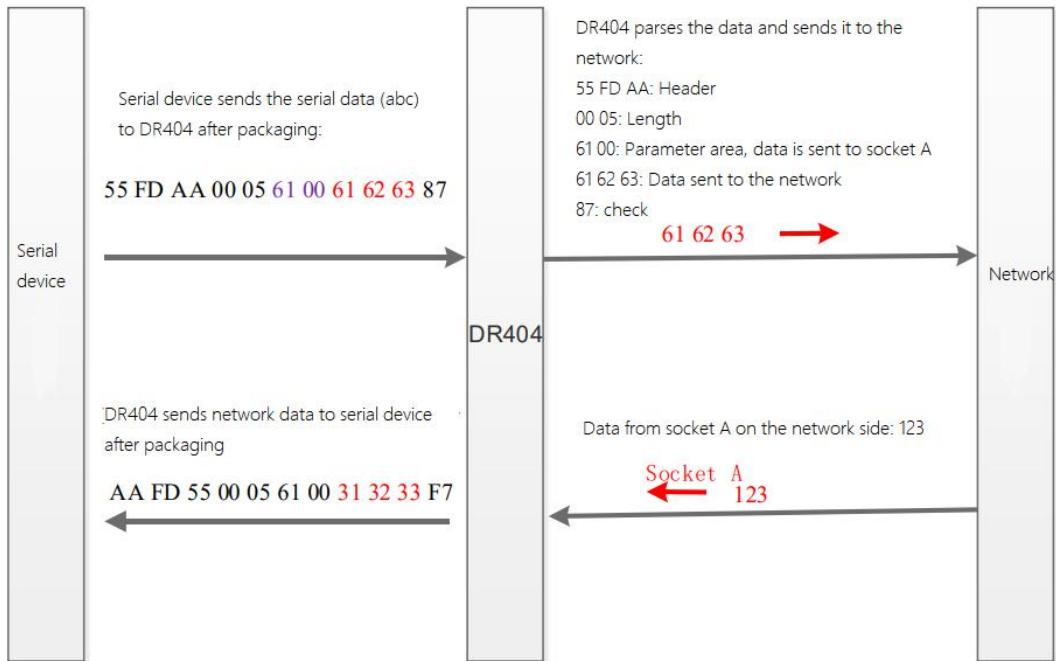 DR404 parses the data and sends it to the
network:
55 FD AA: Header
00 05: Length
61 00: Parameter area, data is sent to socket A
61 62 63: Data sent to the network
87: check
61 62 63
Serial device sends the serial data (abc)
to DR404 after packaging:
55 FD AA 00 05 61 00 61 62 63 87
Serial
device
Network
DR404
DR404 sends network data to serial device
after packaging
AA FD 55 00 05 61 00 31 32 33 F7
Data from socket A on the network side: 123
Socket A
123